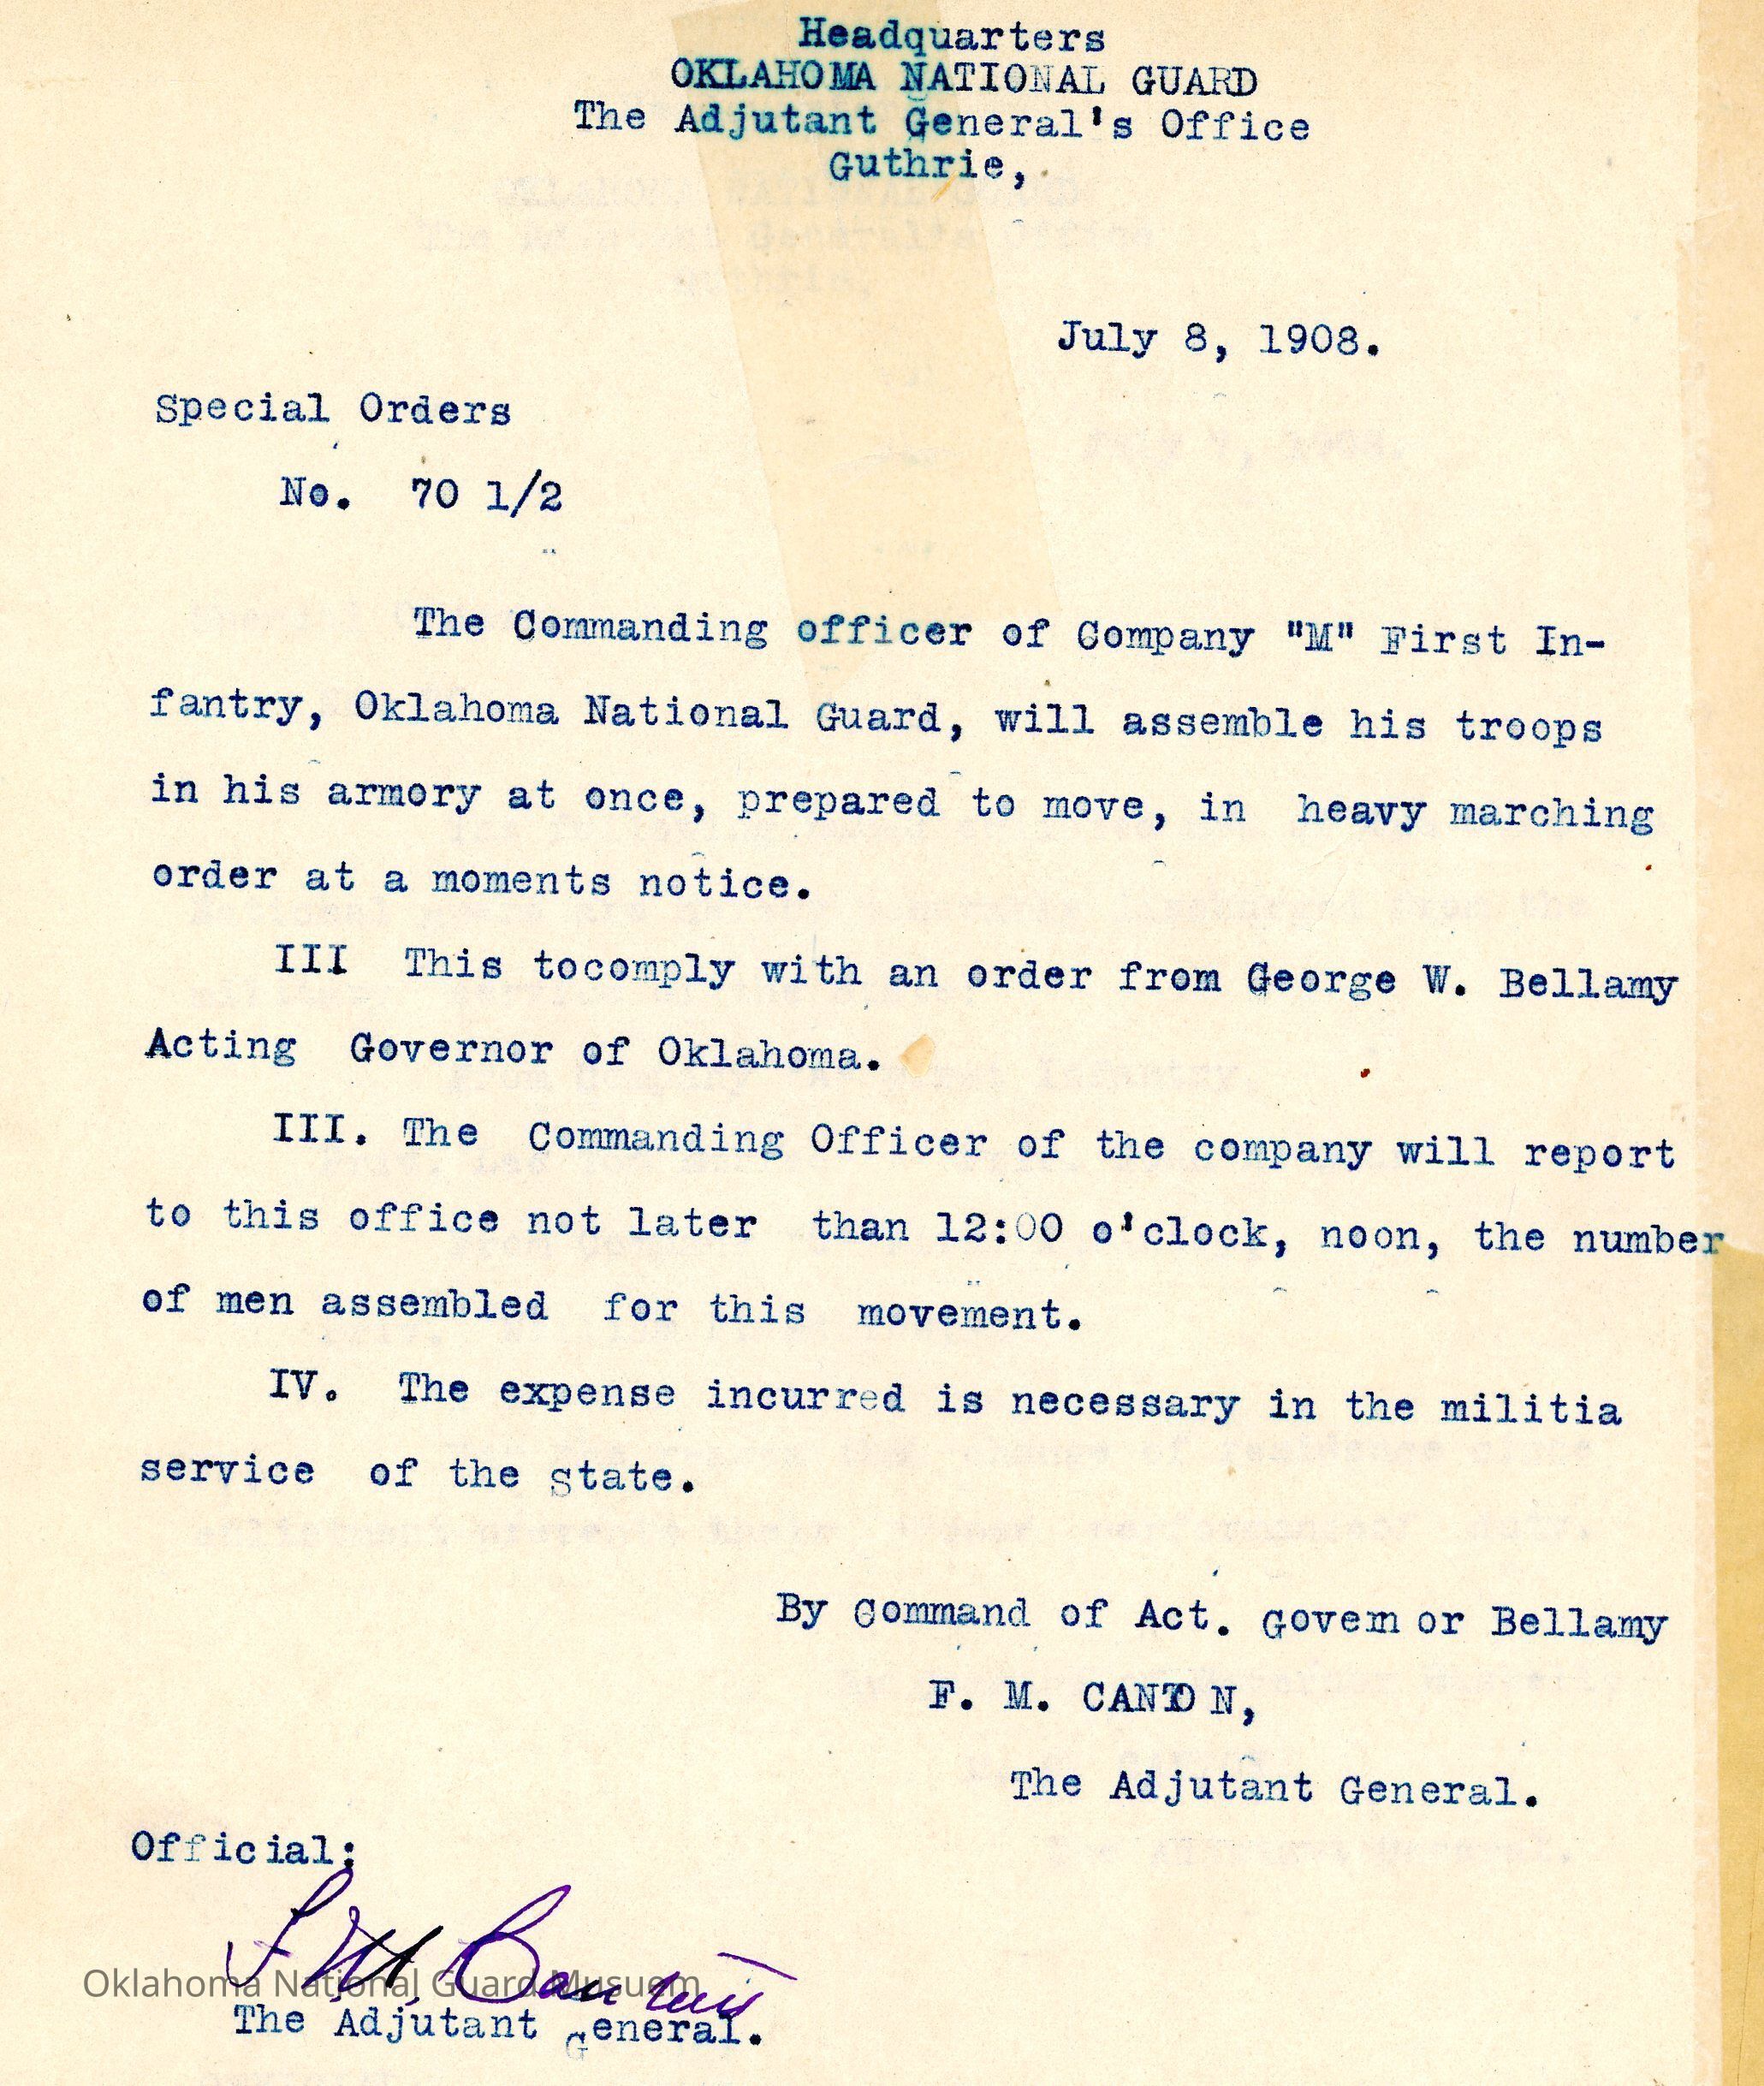 Headquarters
OKLAHOMA NATIONAL GUARD
The Adjutant General's Office
Guthrie,
July 8, 1908.
Special Orders
No. 70 1/2
The Commanding officer of Company "M" First In-
fantry, Oklahoma National Guard, will assemble his troops
in his armory at once, prepared to move, in heavy marching
order at a moments notice.
III This tocomply with an order from George W. Bellamy
Acting Governor of Oklahoma.
III. The Commanding Officer of the company will report
to this office not later than 12:00 o'clock, noon, the number
of men assembled for this movement.
IV. The expense incurred is necessary in the militia
service of the state.
By Command of Act. Governor Bellamy
F. M. CANTON,
The Adjutant General.
Official:
Oklahoma National Guard Musuem
The Adjutant General.